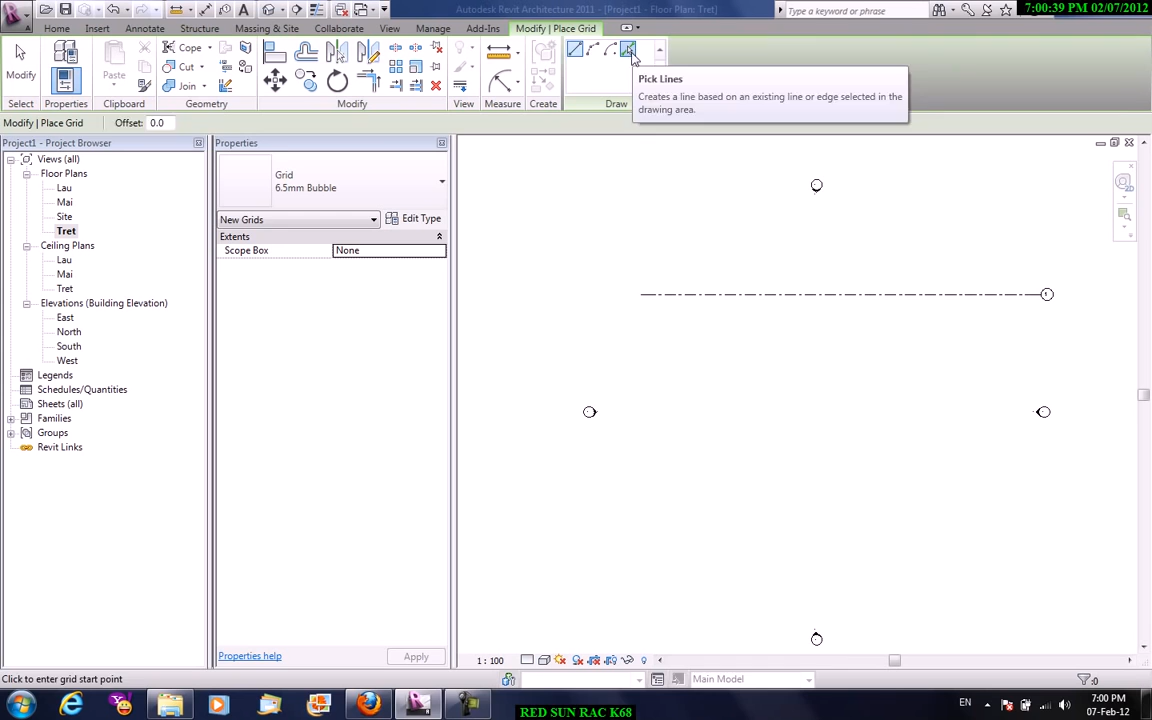 Autodesk Revit Architecture 2011 - [Project1 - Floor Plan: Tret]
Type a keyword or phrase
7:00:39 PM 02/07/2012
Home Insert Annotate Structure Massing & Site Collaborate View Manage Add-Ins Modify | Place Grid
Modify
Paste
Cope
Cut
Join
Select Properties Clipboard Geometry Modify View Measure Create Draw
Pick Lines
Creates a line based on an existing line or edge selected in the
drawing area.
Modify | Place Grid Offset: 0.0
Project1 - Project Browser
Views (all)
Floor Plans
Lau
Mai
Site
Tret
Ceiling Plans
Lau
Mai
Tret
Elevations (Building Elevation)
East
North
South
West
Legends
Schedules/Quantities
Sheets (all)
Families
Groups
Revit Links
Properties
Grid
6.5mm Bubble
New Grids Edit Type
Extents
Scope Box None
Properties help Apply
2D
1 : 100
Click to enter grid start point
Main Model
:0
EN
7:00 PM
07-Feb-12
RED SUN RAC K68